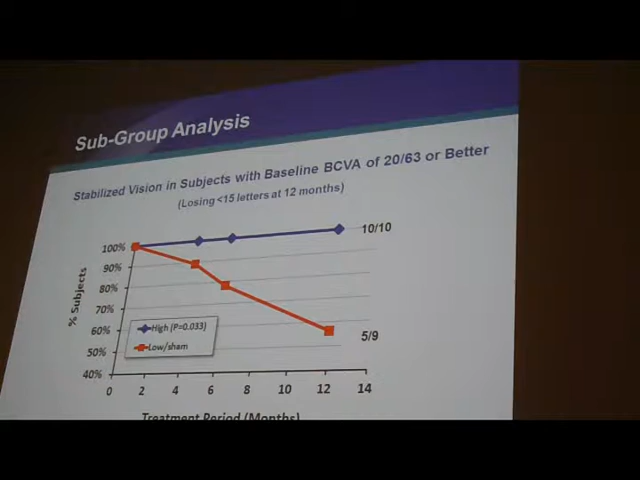 Sub-Group Analysis
Stabilized Vision in Subjects with Baseline BCVA of 20/63 or Better
(Losing <15 letters at 12 months)
100%
90%
80%
70%
60%
50%
40%
% Subjects
10/10
5/9
High (P=0.033)
Low/sham
0 2 4 6 8 10 12 14
Treatment Period (Months)